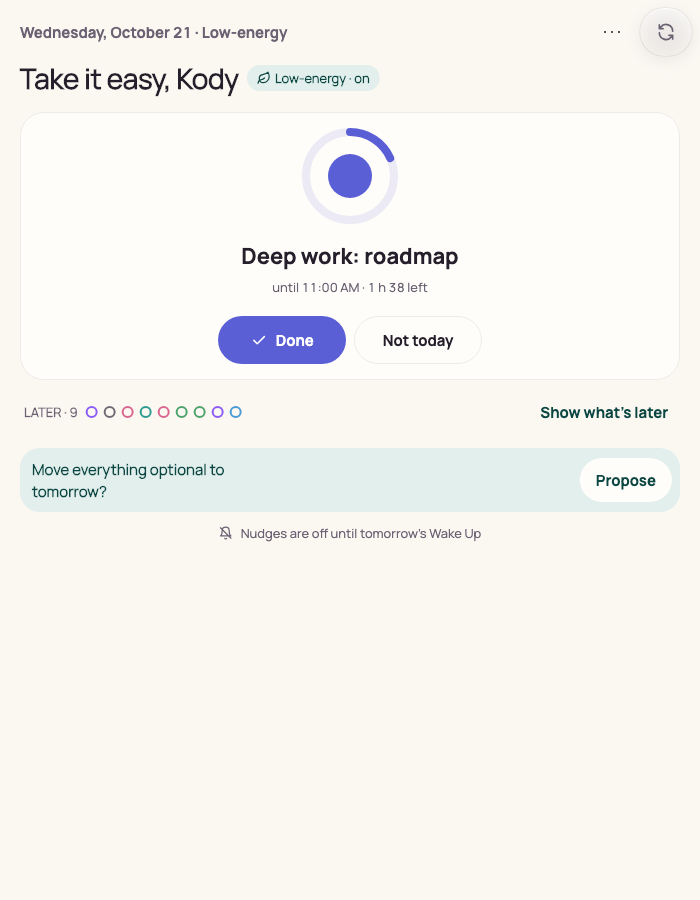 Wednesday, October 21 · Low-energy
Take it easy, Kody
Low-energy · on
Deep work: roadmap
until 11:00 AM · 1 h 38 left
Done
Not today
LATER · 9
Show what's later
Move everything optional to
tomorrow?
Propose
Nudges are off until tomorrow's Wake Up